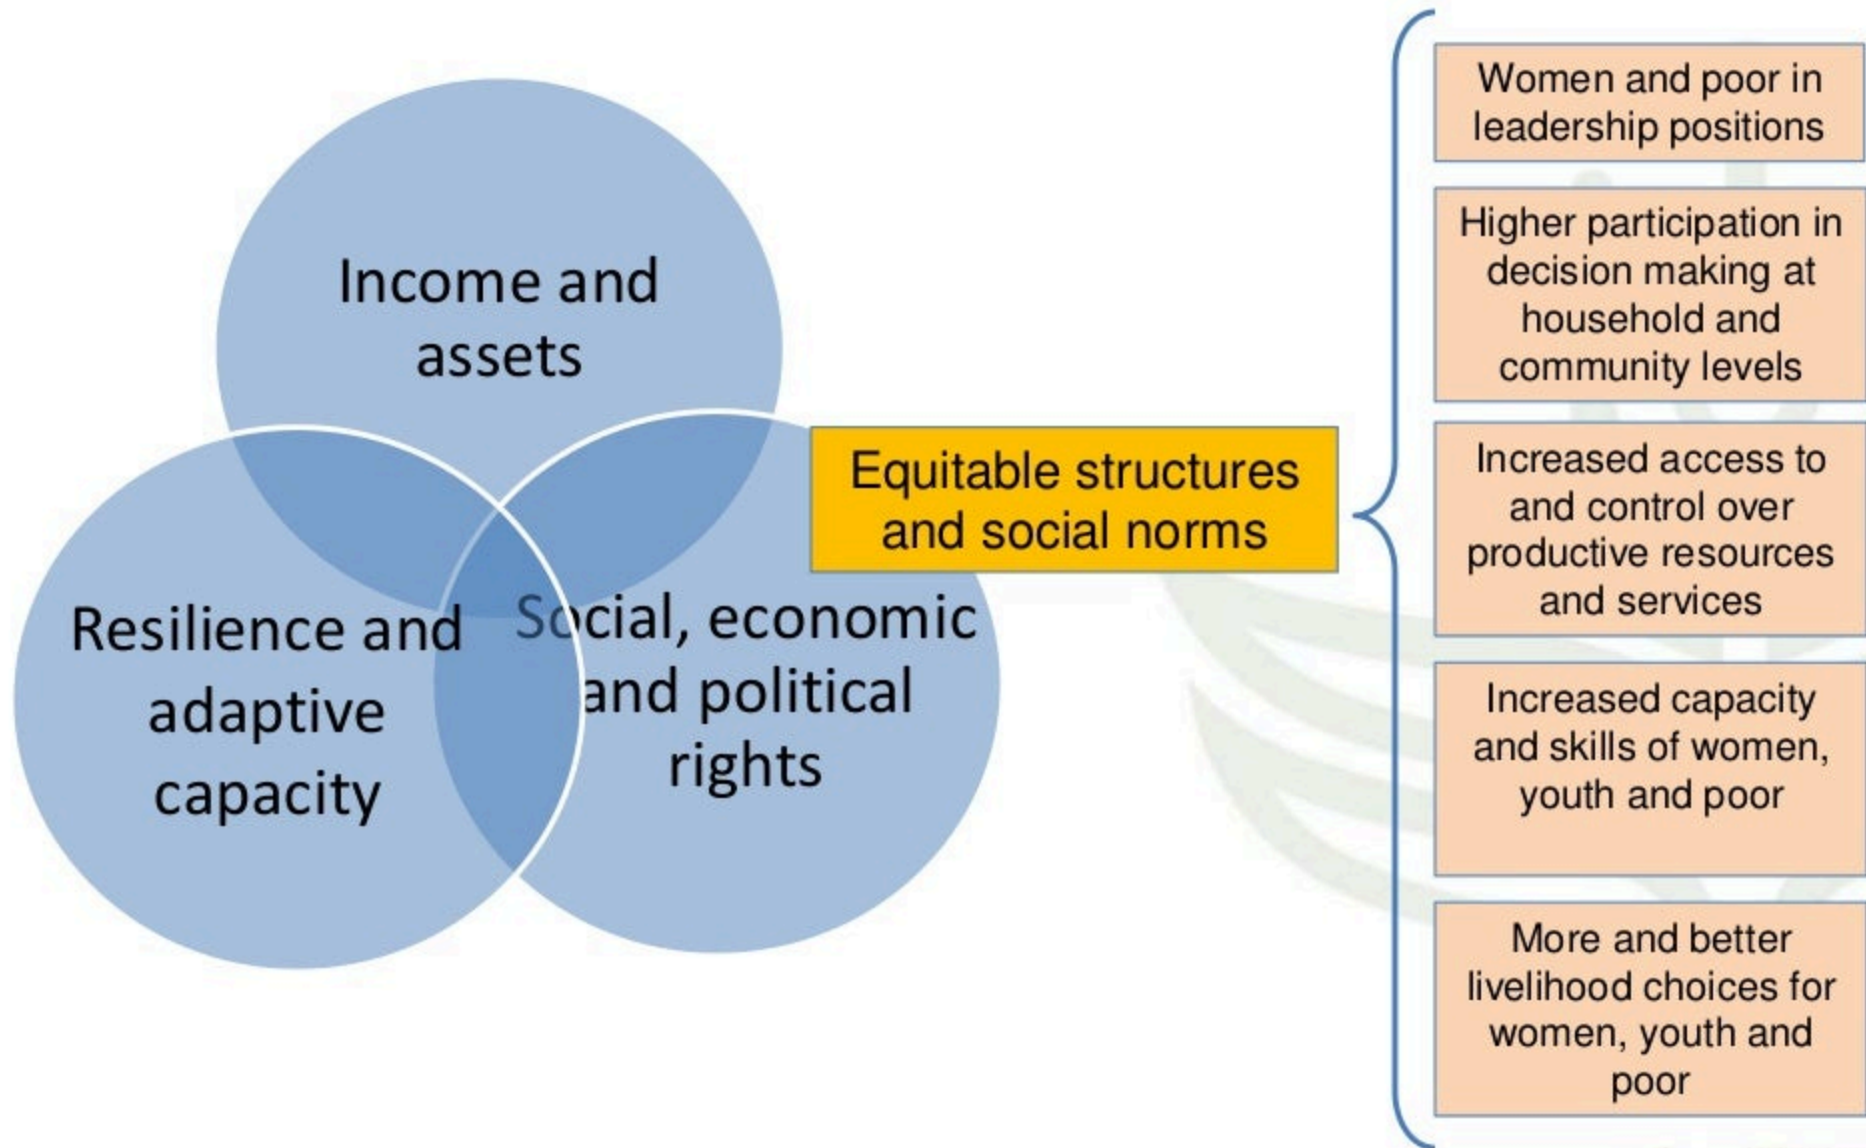 Income and
assets
Resilience and
adaptive
capacity
Social, economic
and political
rights
Equitable structures
and social norms
Women and poor in
leadership positions
Higher participation in
decision making at
household and
community levels
Increased access to
and control over
productive resources
and services
Increased capacity
and skills of women,
youth and poor
More and better
livelihood choices for
women, youth and
poor